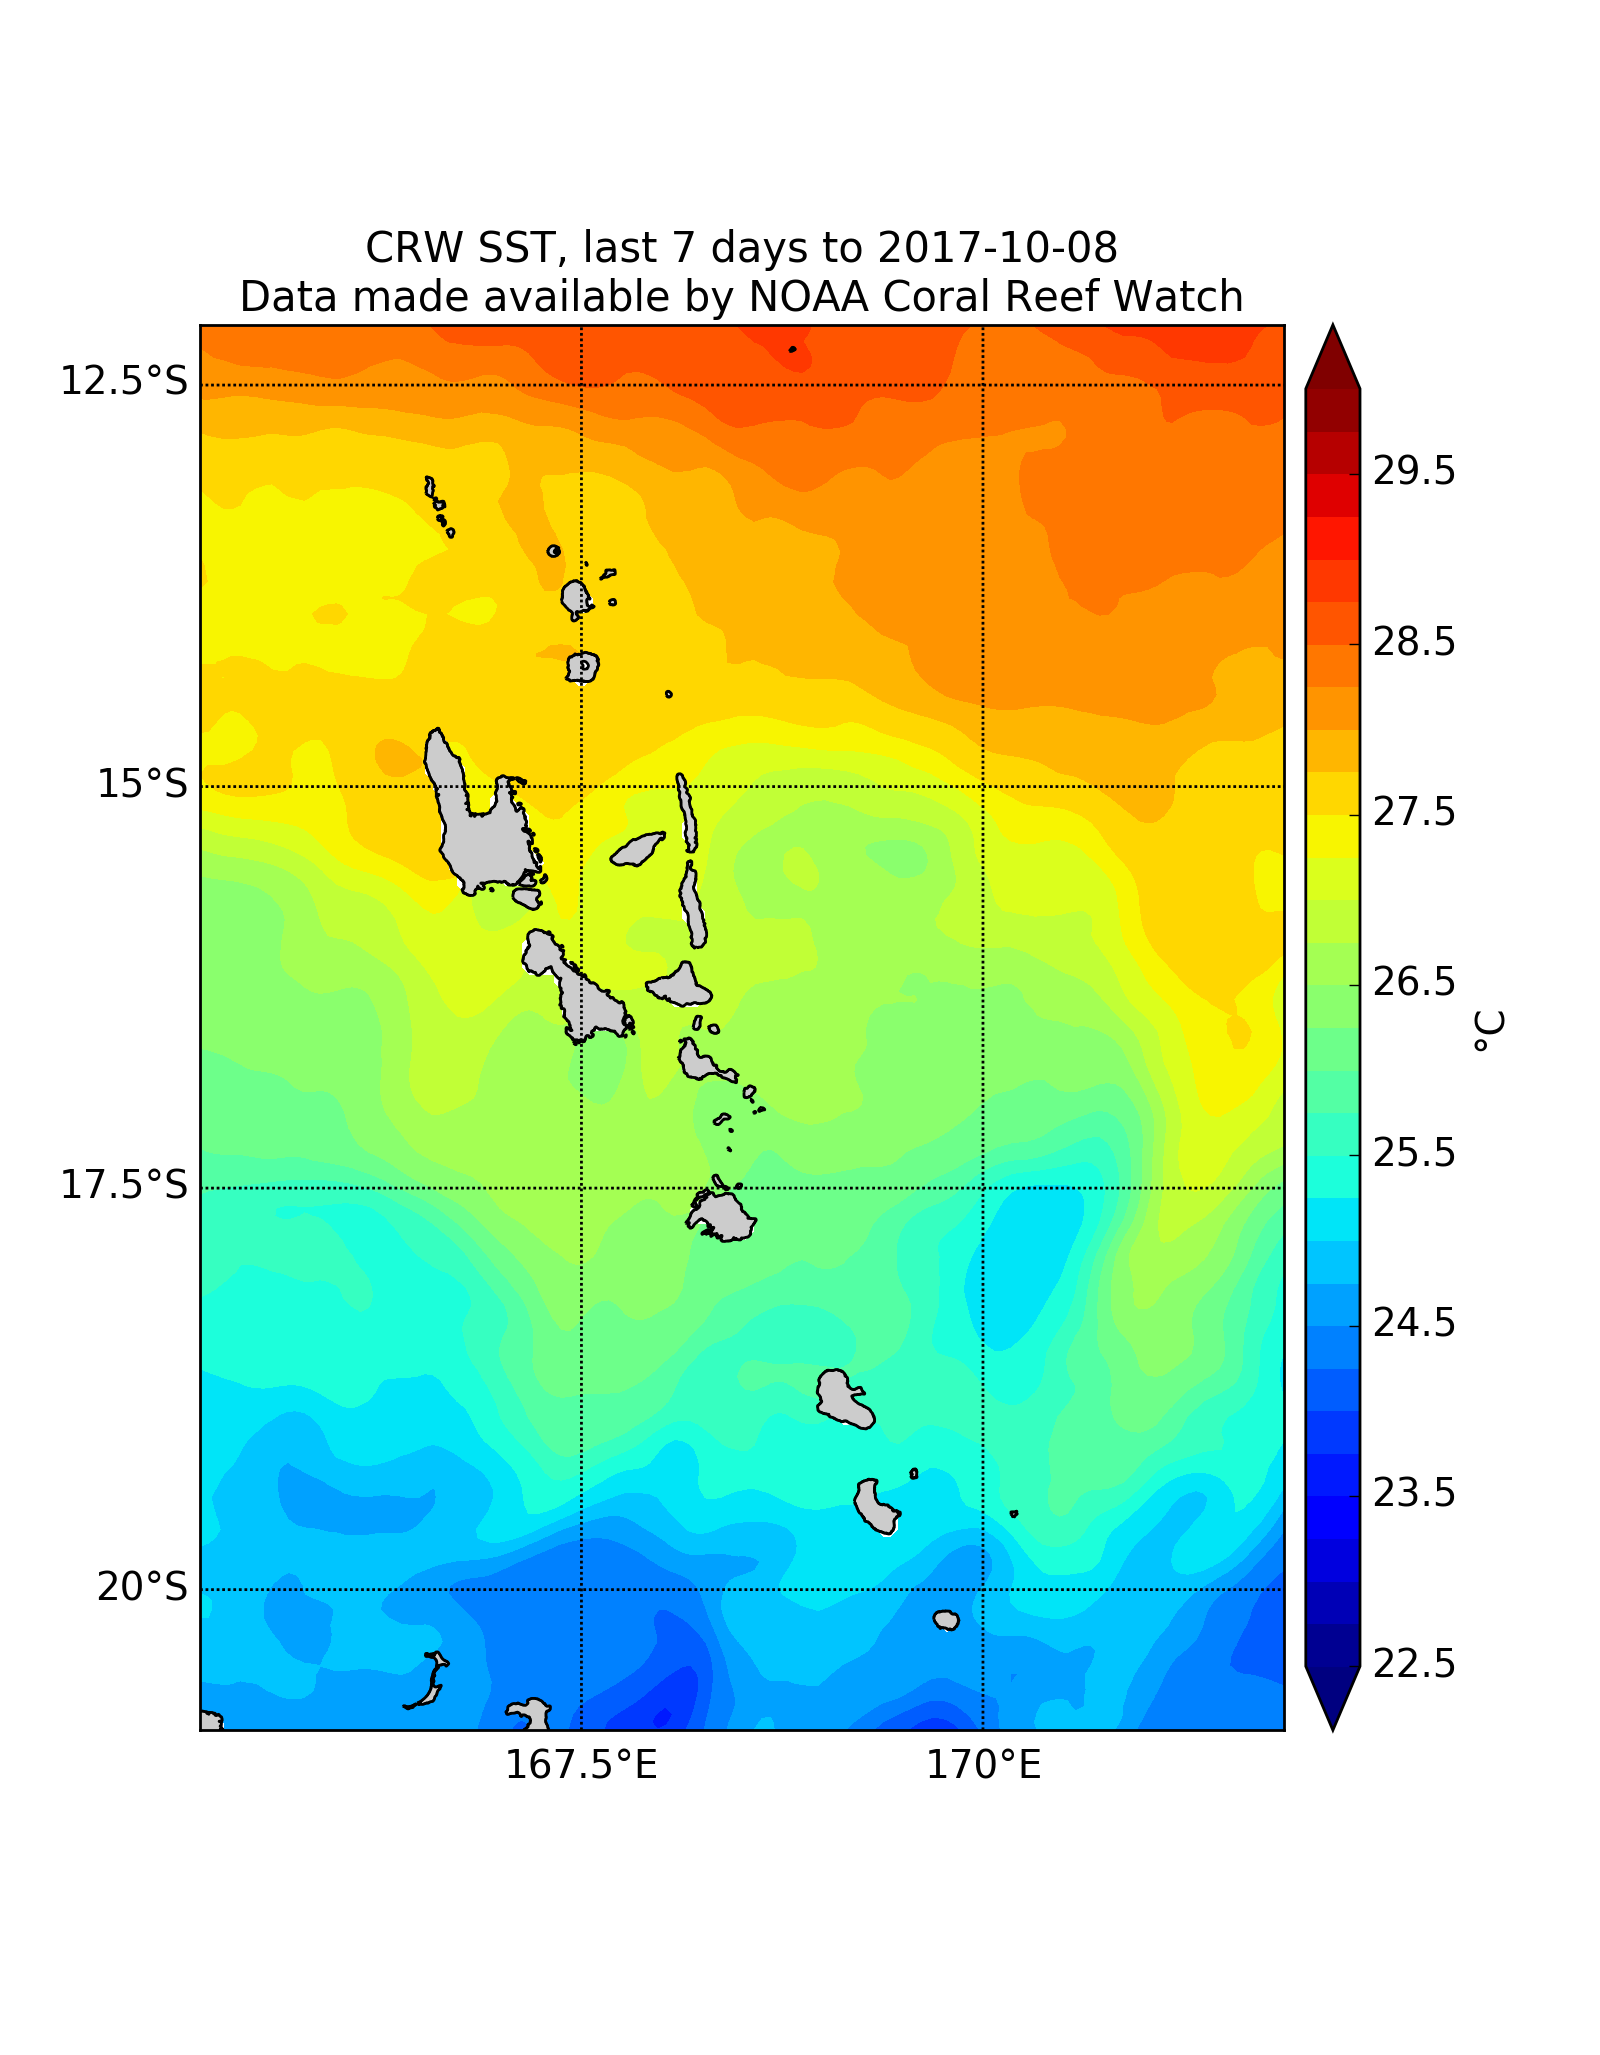 CRW SST, last 7 days to 2017-10-08
Data made available by NOAA Coral Reef Watch
12.5°S
15°S
17.5°S
20°S
167.5°E
170°E
29.5
28.5
27.5
26.5
25.5
24.5
23.5
22.5
°C